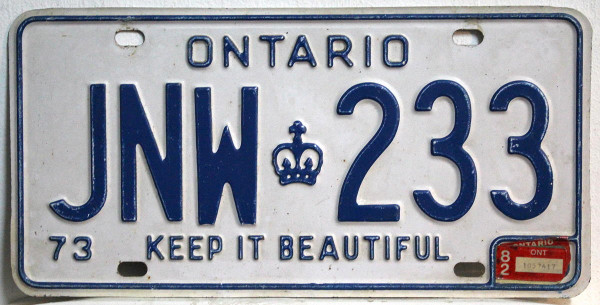 ONTARIO
JNW 233
73 KEEP IT BEAUTIFUL
ONTARIO
82 ONT